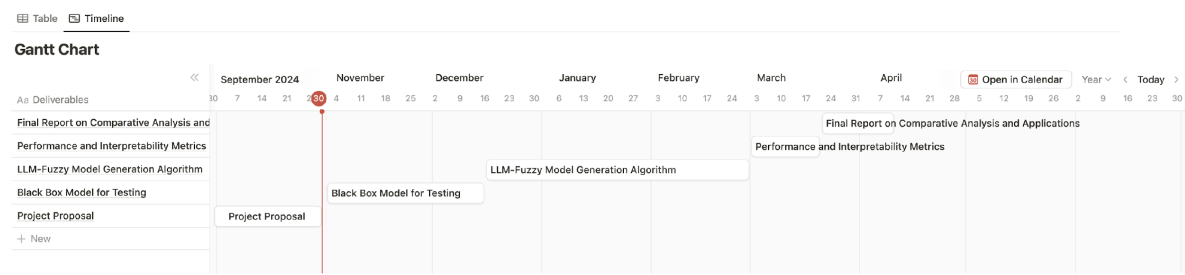 Table Timeline
Gantt Chart
September 2024 November December January February March April Open in Calendar Year Today
Aa Deliverables 30 7 14 21 2 30 4 11 18 25 2 9 16 23 30 6 13 20 27 3 10 17 24 3 10 17 24 31 7 14 21 28 5 12 19 26 2 9 16 23 30
Final Report on Comparative Analysis and Final Report on Comparative Analysis and Applications
Performance and Interpretability Metrics Performance and Interpretability Metrics
LLM-Fuzzy Model Generation Algorithm LLM-Fuzzy Model Generation Algorithm
Black Box Model for Testing Black Box Model for Testing
Project Proposal Project Proposal
+ New